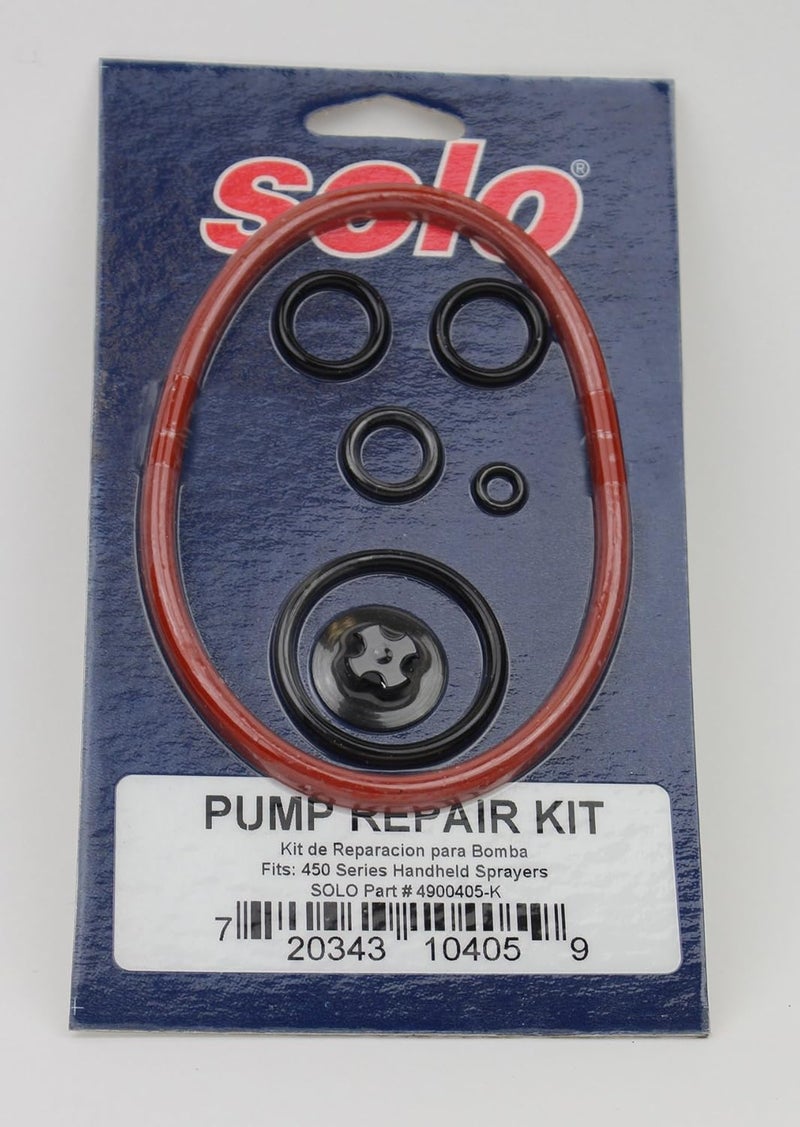 solo®
PUMP REPAIR KIT
Kit de Reparacion para Bomba
Fits: 450 Series Handheld Sprayers
SOLO Part # 4900405-K
7 20343 10405 9